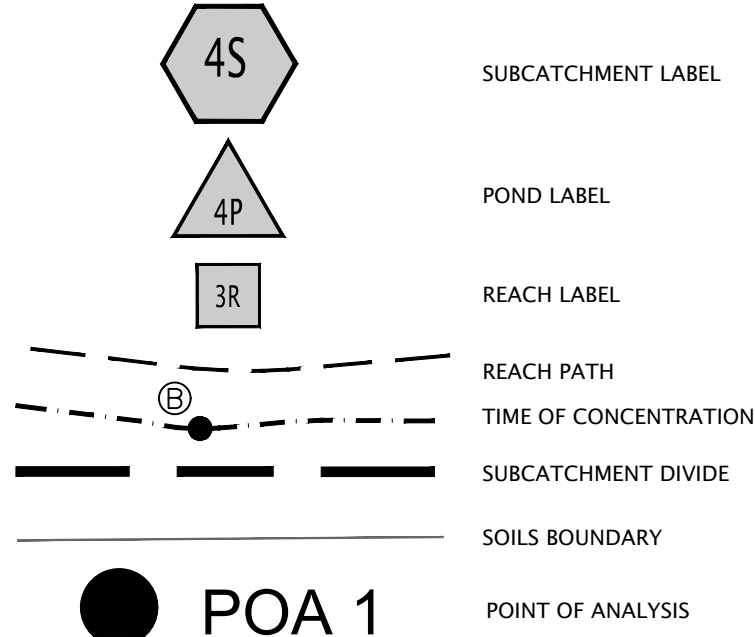 4S SUBCATCHMENT LABEL
4P POND LABEL
3R REACH LABEL
REACH PATH
B TIME OF CONCENTRATION
SUBCATCHMENT DIVIDE
SOILS BOUNDARY
POA 1 POINT OF ANALYSIS